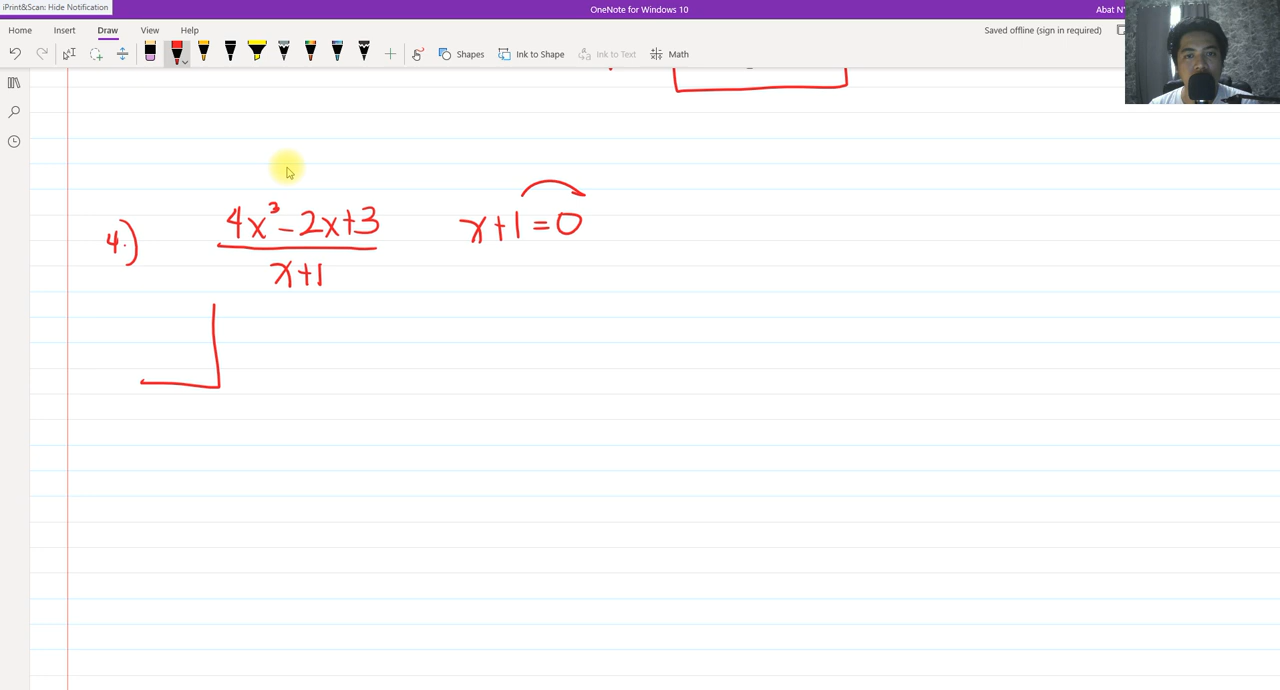 iPrint&Scan: Hide Notification
OneNote for Windows 10
Abat N
Home Insert Draw View Help
Saved offline (sign in required)
Shapes Ink to Shape Ink to Text Math
4.) 4x³-2x+3 x+1=0
x+1